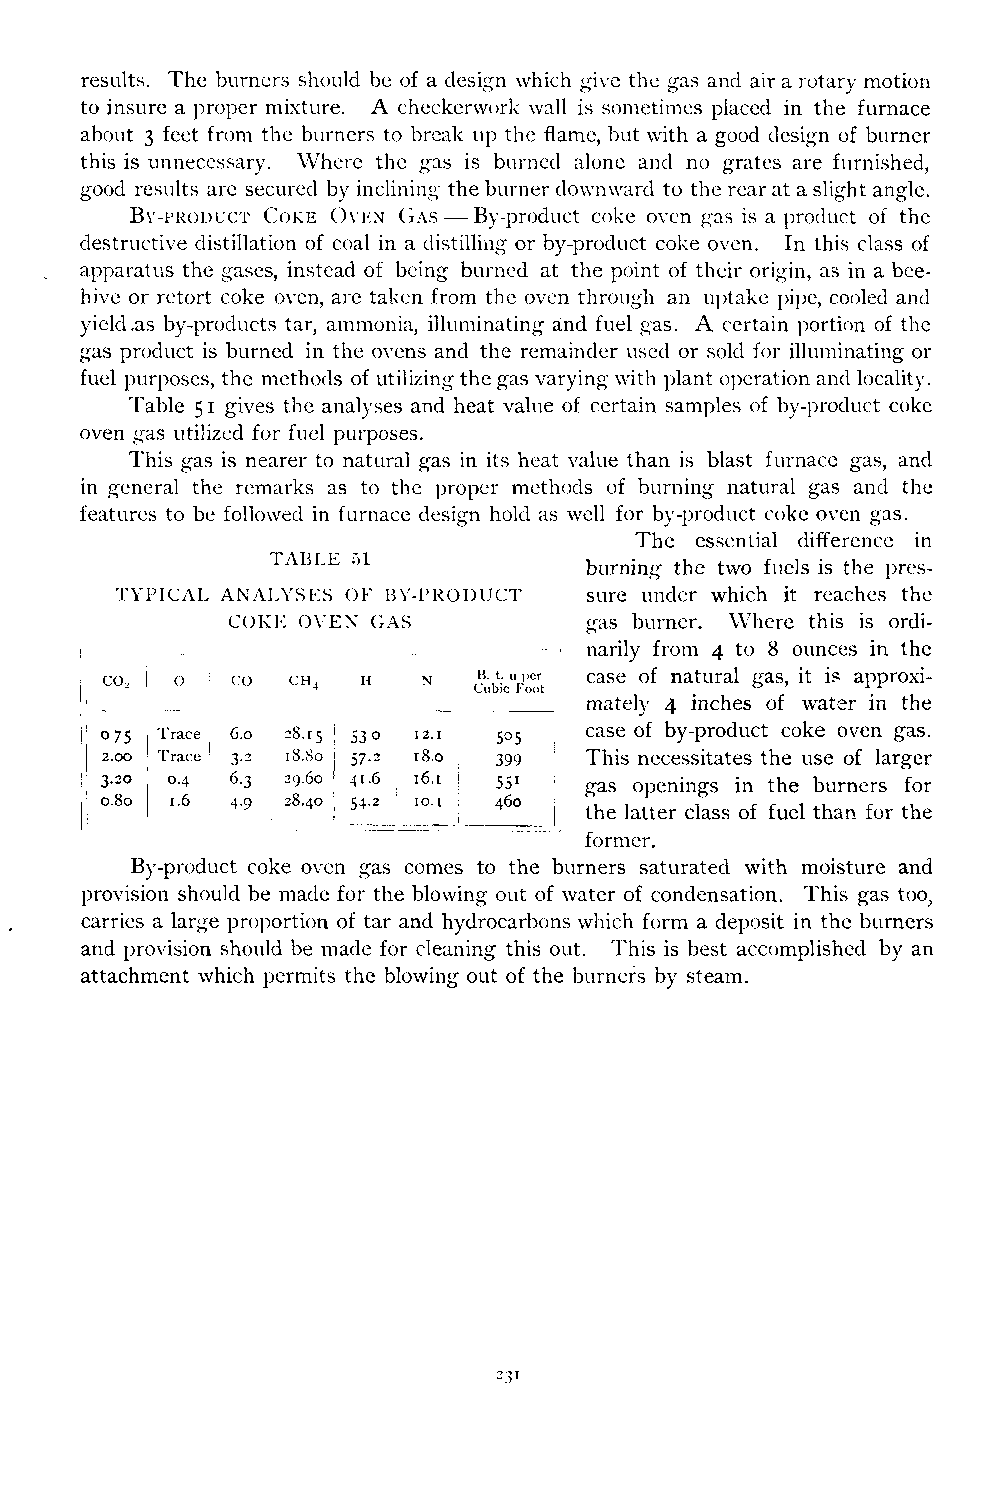 results. The burners should be of a design which give the gas and air a rotary motion
to insure a proper mixture. A checkerwork wall is sometimes placed in the furnace
about 3 feet from the burners to break up the flame, but with a good design of burner
this is unnecessary. Where the gas is burned alone and no grates are furnished,
good results are secured by inclining the burner downward to the rear at a slight angle.
By-product Coke Oven Gas — By-product coke oven gas is a product of the
destructive distillation of coal in a distilling or by-product coke oven. In this class of
apparatus the gases, instead of being burned at the point of their origin, as in a bee-
hive or retort coke oven, are taken from the oven through an uptake pipe, cooled and
yield as by-products tar, ammonia, illuminating and fuel gas. A certain portion of the
gas product is burned in the ovens and the remainder used or sold for illuminating or
fuel purposes, the methods of utilizing the gas varying with plant operation and locality.
Table 51 gives the analyses and heat value of certain samples of by-product coke
oven gas utilized for fuel purposes.
This gas is nearer to natural gas in its heat value than is blast furnace gas, and
in general the remarks as to the proper methods of burning natural gas and the
features to be followed in furnace design hold as well for by-product coke oven gas.
TABLE 51
TYPICAL ANALYSES OF BY-PRODUCT
COKE OVEN GAS
CO₂ O CO CH₄ H N B. t. u per
Cubic Foot
0 75 Trace 6.0 28.15 53 0 12.1 505
2.00 Trace 3.2 18.80 57.2 18.0 399
3.20 0.4 6.3 29.60 41.6 16.1 551
0.80 1.6 4.9 28.40 54.2 10.1 460
The essential difference in
burning the two fuels is the pres-
sure under which it reaches the
gas burner. Where this is ordi-
narily from 4 to 8 ounces in the
case of natural gas, it is approxi-
mately 4 inches of water in the
case of by-product coke oven gas.
This necessitates the use of larger
gas openings in the burners for
the latter class of fuel than for the
former.
By-product coke oven gas comes to the burners saturated with moisture and
provision should be made for the blowing out of water of condensation. This gas too,
carries a large proportion of tar and hydrocarbons which form a deposit in the burners
and provision should be made for cleaning this out. This is best accomplished by an
attachment which permits the blowing out of the burners by steam.
231